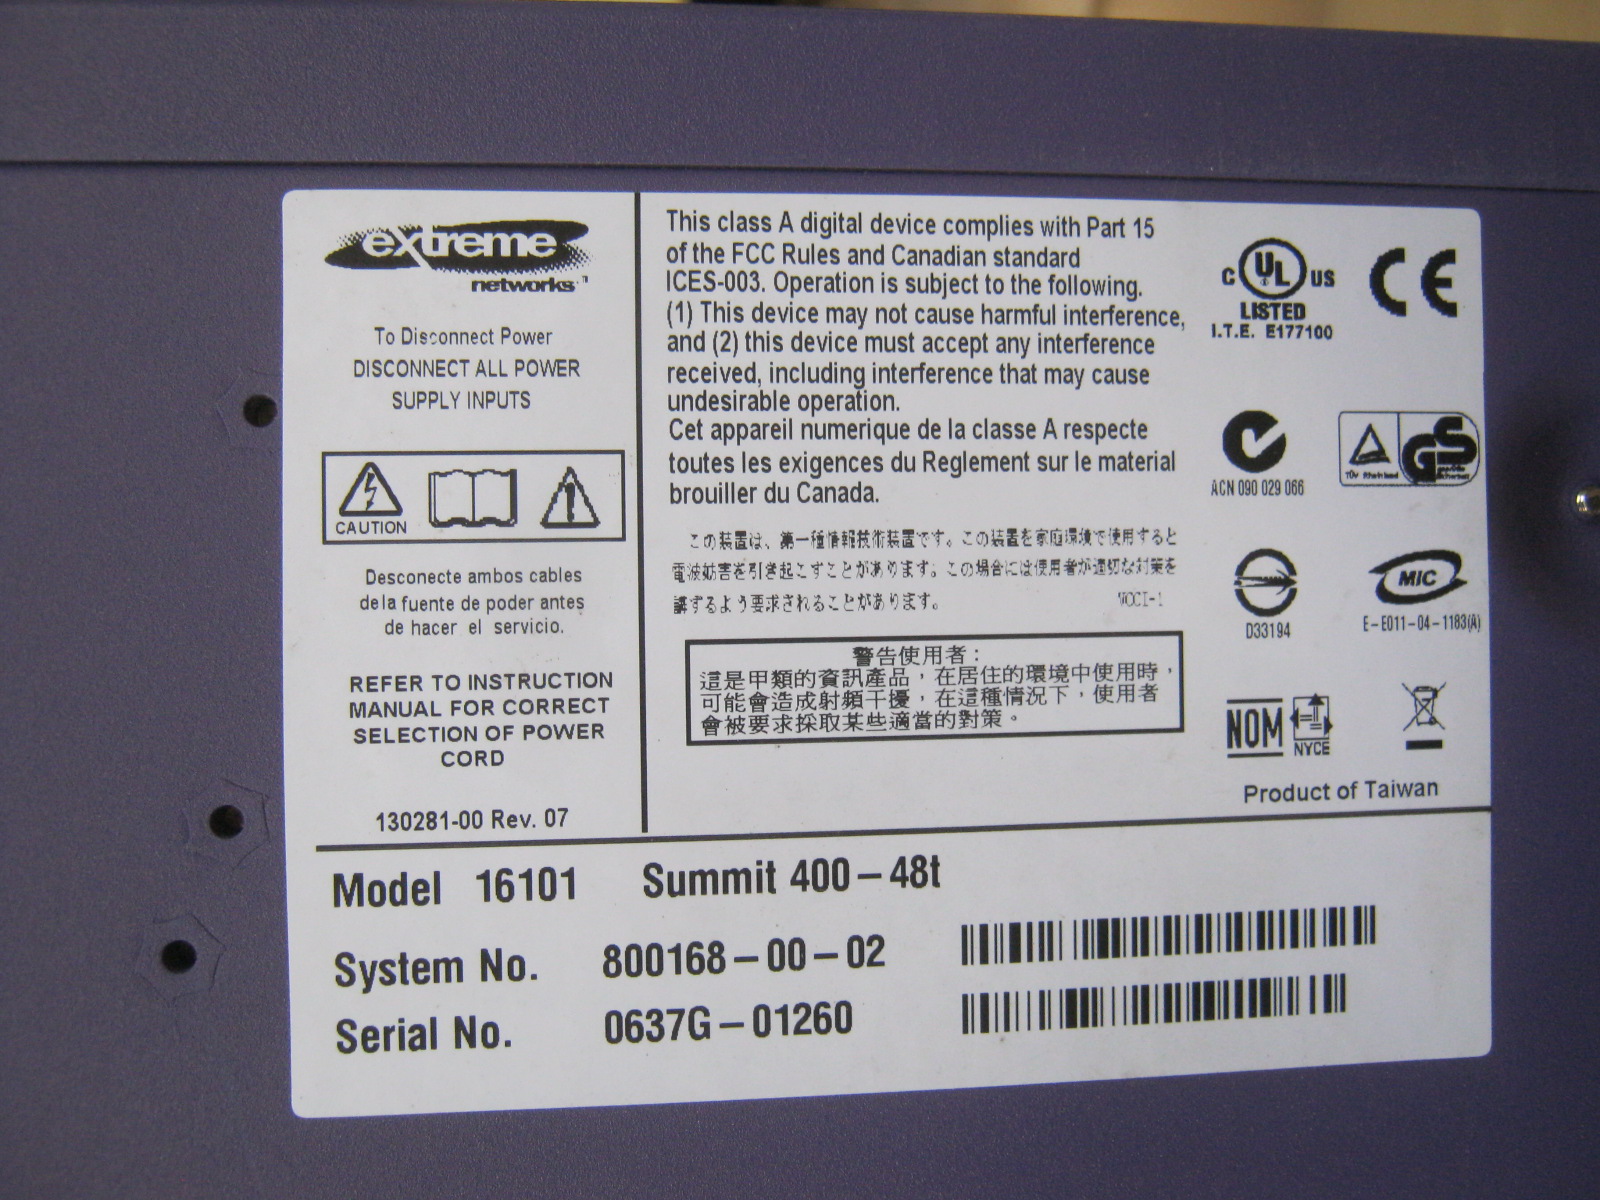 extreme
networks™
To Disconnect Power
DISCONNECT ALL POWER
SUPPLY INPUTS
CAUTION
Desconecte ambos cables
dela fuente de poder antes
de hacer el servicio.
REFER TO INSTRUCTION
MANUAL FOR CORRECT
SELECTION OF POWER
CORD
130281-00 Rev. 07
This class A digital device complies with Part 15
of the FCC Rules and Canadian standard
ICES-003. Operation is subject to the following.
(1) This device may not cause harmful interference,
and (2) this device must accept any interference
received, including interference that may cause
undesirable operation.
Cet appareil numerique de la classe A respecte
toutes les exigences du Reglement sur le material
brouiller du Canada.
この装置は、第一種情報技術装置です。この装置を家庭環境で使用すると
電波妨害を引き起こすことがあります。この場合には使用者が適切な対策を
講ずるよう要求されることがあります。 VCCI-1
警告使用者：
這是甲類的資訊產品，在居住的環境中使用時，
可能會造成射頻干擾，在這種情況下，使用者
會被要求採取某些適當的對策。
C UL US
LISTED
I.T.E. E177100
CE
ACN 090 029 066
TÜV Rheinland
GS
geprüfte
Sicherheit
D33194
MIC
E-E011-04-1183(A)
NOM
NYCE
Product of Taiwan
Model 16101 Summit 400-48t
System No. 800168-00-02
Serial No. 0637G-01260